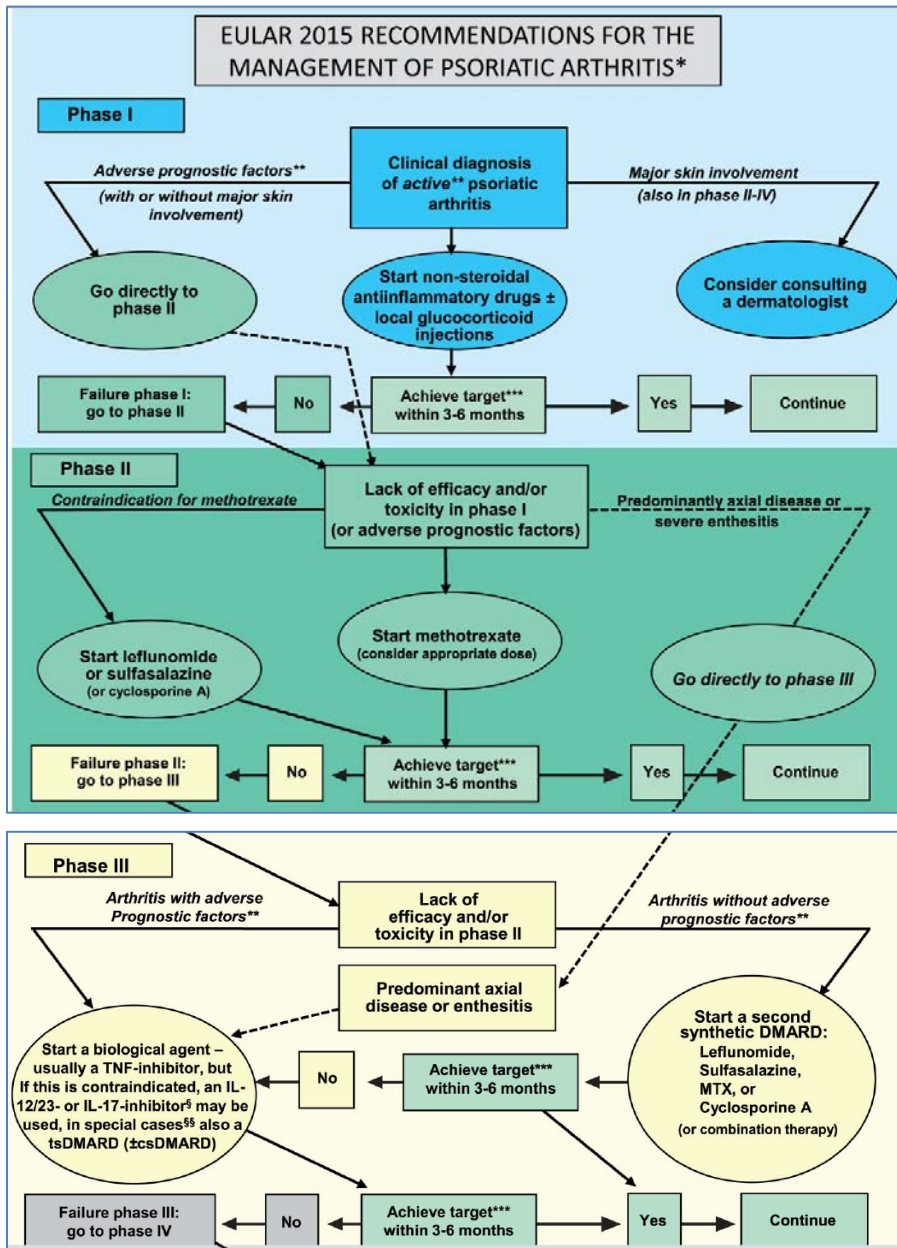 EULAR 2015 RECOMMENDATIONS FOR THE
MANAGEMENT OF PSORIATIC ARTHRITIS*
Phase I
Adverse prognostic factors**
(with or without major skin
involvement)
Clinical diagnosis
of active** psoriatic
arthritis
Major skin involvement
(also in phase II-IV)
Go directly to
phase II
Start non-steroidal
antiinflammatory drugs ±
local glucocorticoid
injections
Consider consulting
a dermatologist
Failure phase I:
go to phase II
No
Achieve target***
within 3-6 months
Yes
Continue
Phase II
Contraindication for methotrexate
Lack of efficacy and/or
toxicity in phase I
(or adverse prognostic factors)
Predominantly axial disease or
severe enthesitis
Start leflunomide
or sulfasalazine
(or cyclosporine A)
Start methotrexate
(consider appropriate dose)
Go directly to phase III
Failure phase II:
go to phase III
No
Achieve target***
within 3-6 months
Yes
Continue
Phase III
Arthritis with adverse
Prognostic factors**
Lack of
efficacy and/or
toxicity in phase II
Arthritis without adverse
prognostic factors**
Predominant axial
disease or enthesitis
Start a biological agent –
usually a TNF-inhibitor, but
If this is contraindicated, an IL-
12/23- or IL-17-inhibitor§ may be
used, in special cases§§ also a
tsDMARD (±csDMARD)
No
Achieve target***
within 3-6 months
Start a second
synthetic DMARD:
Leflunomide,
Sulfasalazine,
MTX, or
Cyclosporine A
(or combination therapy)
Failure phase III:
go to phase IV
No
Achieve target***
within 3-6 months
Yes
Continue